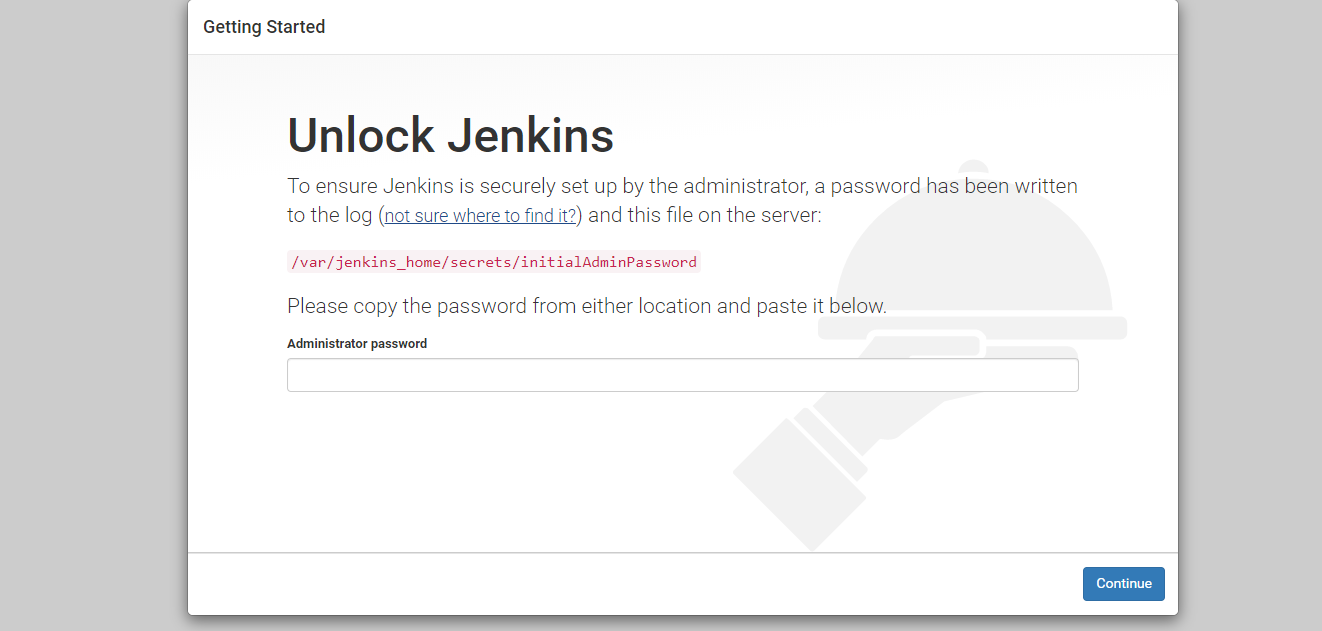 Getting Started
Unlock Jenkins
To ensure Jenkins is securely set up by the administrator, a password has been written
to the log (not sure where to find it?) and this file on the server:
/var/jenkins_home/secrets/initialAdminPassword
Please copy the password from either location and paste it below.
Administrator password
Continue